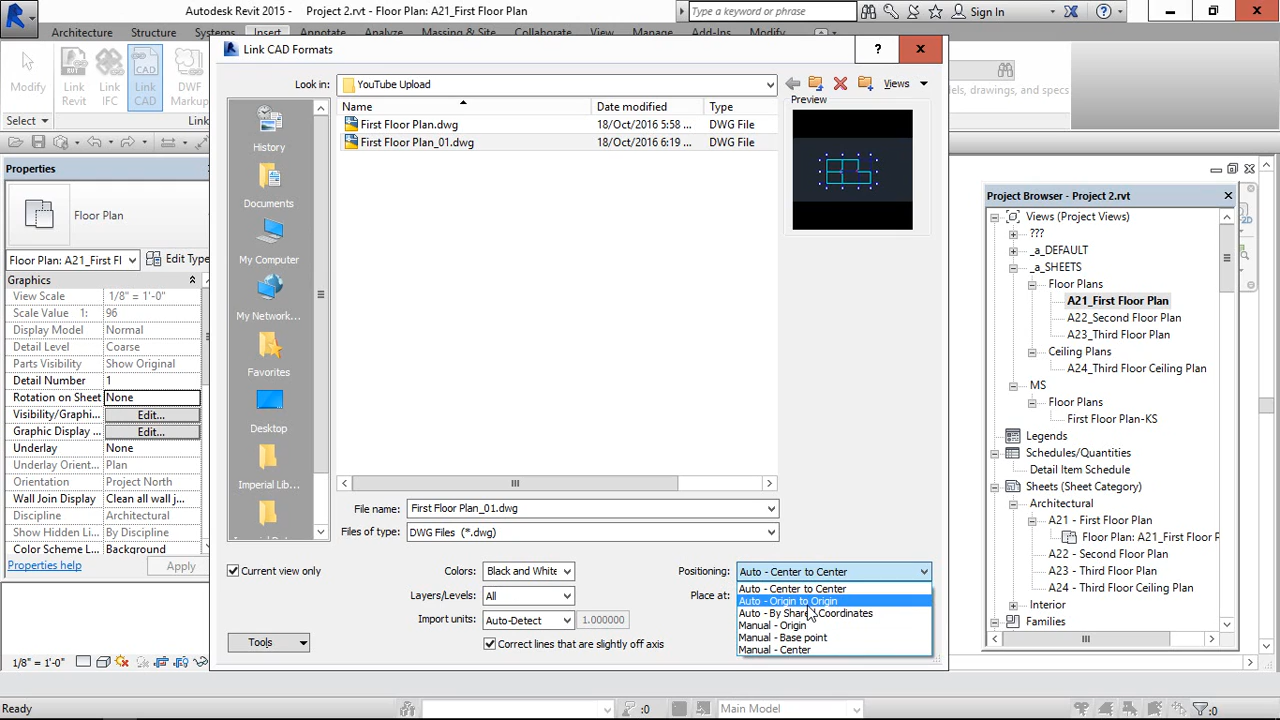 Autodesk Revit 2015 - Project 2.rvt - Floor Plan: A21_First Floor Plan
Type a keyword or phrase
Sign In
Architecture Structure Systems Insert Annotate Analyze Massing & Site Collaborate View Manage Add-Ins Modify
Modify
Link
Revit
Link
IFC
Link
CAD
DWF
Markup
Select
Link
els, drawings, and specs
Link CAD Formats
Look in:
YouTube Upload
Views
Name
Date modified
Type
Preview
First Floor Plan.dwg
18/Oct/2016 5:58 ...
DWG File
First Floor Plan_01.dwg
18/Oct/2016 6:19 ...
DWG File
History
Documents
My Computer
My Network...
Favorites
Desktop
Imperial Lib...
File name:
First Floor Plan_01.dwg
Files of type:
DWG Files (*.dwg)
Current view only
Colors:
Black and White
Layers/Levels:
All
Import units:
Auto-Detect
1.000000
Correct lines that are slightly off axis
Tools
Positioning:
Auto - Center to Center
Place at:
Auto - Center to Center
Auto - Origin to Origin
Auto - By Shared Coordinates
Manual - Origin
Manual - Base point
Manual - Center
Properties
Floor Plan
Floor Plan: A21_First Fl
Edit Type
Graphics
View Scale
1/8" = 1'-0"
Scale Value 1:
96
Display Model
Normal
Detail Level
Coarse
Parts Visibility
Show Original
Detail Number
1
Rotation on Sheet
None
Visibility/Graphi...
Edit...
Graphic Display ...
Edit...
Underlay
None
Underlay Orient...
Plan
Orientation
Project North
Wall Join Display
Clean all wall j...
Discipline
Architectural
Show Hidden Li...
By Discipline
Color Scheme L...
Background
Properties help
Apply
Project Browser - Project 2.rvt
Views (Project Views)
???
_a_DEFAULT
_a_SHEETS
Floor Plans
A21_First Floor Plan
A22_Second Floor Plan
A23_Third Floor Plan
Ceiling Plans
A24_Third Floor Ceiling Plan
MS
Floor Plans
First Floor Plan-KS
Legends
Schedules/Quantities
Detail Item Schedule
Sheets (Sheet Category)
Architectural
A21 - First Floor Plan
Floor Plan: A21_First Floor P
A22 - Second Floor Plan
A23 - Third Floor Plan
A24 - Third Floor Ceiling Plan
Interior
Families
1/8" = 1'-0"
Ready
:0
Main Model
:0